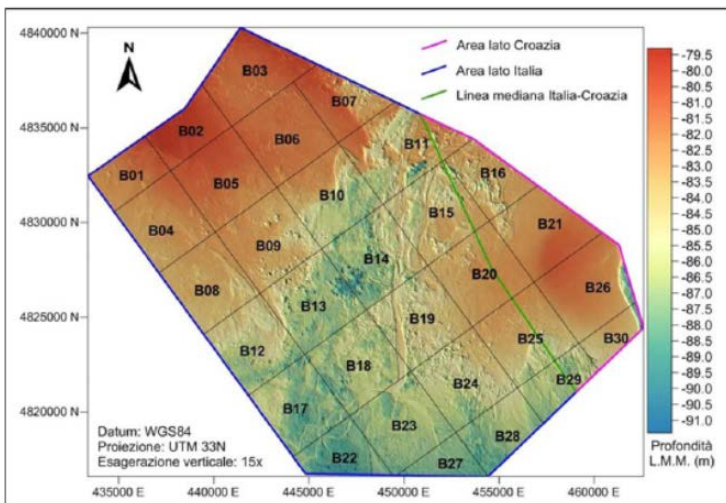 4840000 N
4835000 N
4830000 N
4825000 N
4820000 N
N
Area lato Croazia
Area lato Italia
Linea mediana Italia-Croazia
B03
B07
B02
B06
B11
B01
B05
B10
B16
B04
B09
B15
B21
B08
B14
B20
B26
B13
B19
B25
B30
B12
B18
B24
B29
B17
B23
B28
B22
B27
Datum: WGS84
Proiezione: UTM 33N
Esagerazione verticale: 15x
435000 E
440000 E
445000 E
450000 E
455000 E
460000 E
-79.5
-80.0
-80.5
-81.0
-81.5
-82.0
-82.5
-83.0
-83.5
-84.0
-84.5
-85.0
-85.5
-86.0
-86.5
-87.0
-87.5
-88.0
-88.5
-89.0
-89.5
-90.0
-90.5
-91.0
Profondità
L.M.M. (m)